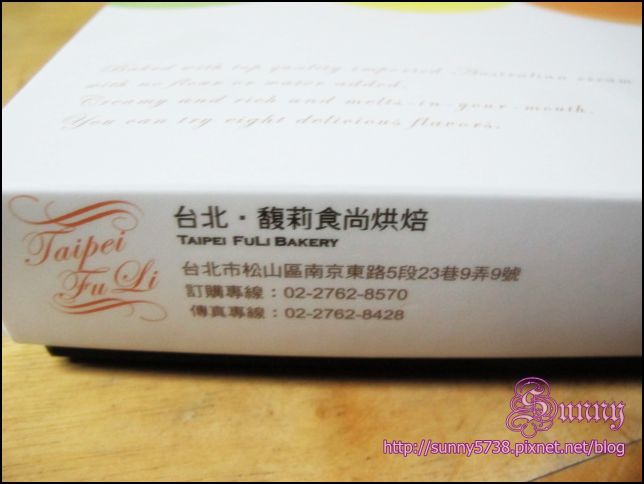 Baked with top quality imported Australian cream
with no flour or water added.
Creamy and rich and melts-in-your-mouth.
You can try eight delicious flavors.
Taipei
Fu Li
台北・馥莉食尚烘焙
TAIPEI FULI BAKERY
台北市松山區南京東路5段23巷9弄9號
訂購專線：02-2762-8570
傳真專線：02-2762-8428
Sunny
http://sunny5738.pixnet.net/blog